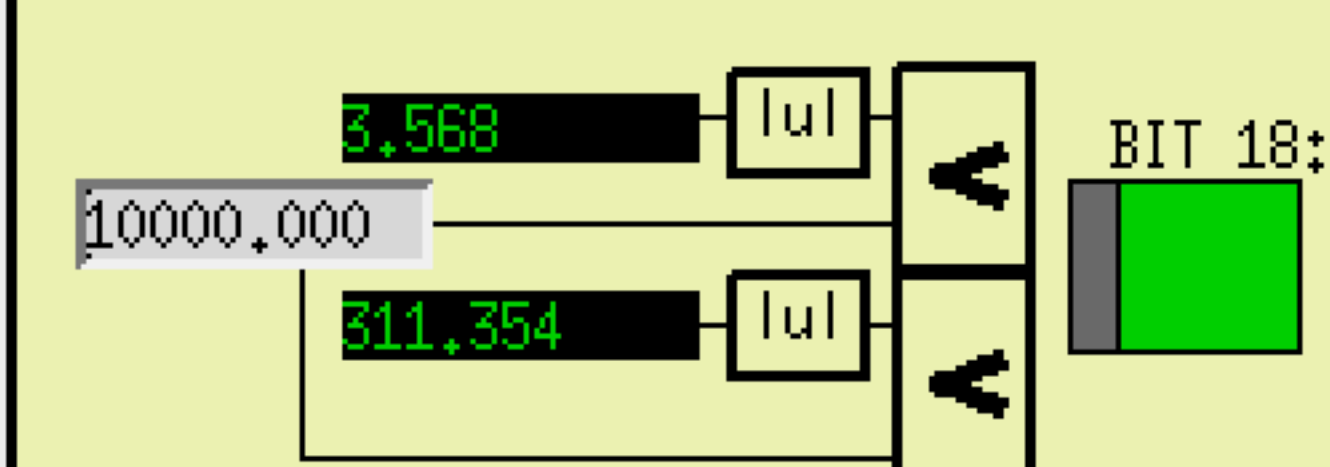 3.568
|u|
<
BIT 18:
10000.000
311.354
|u|
<